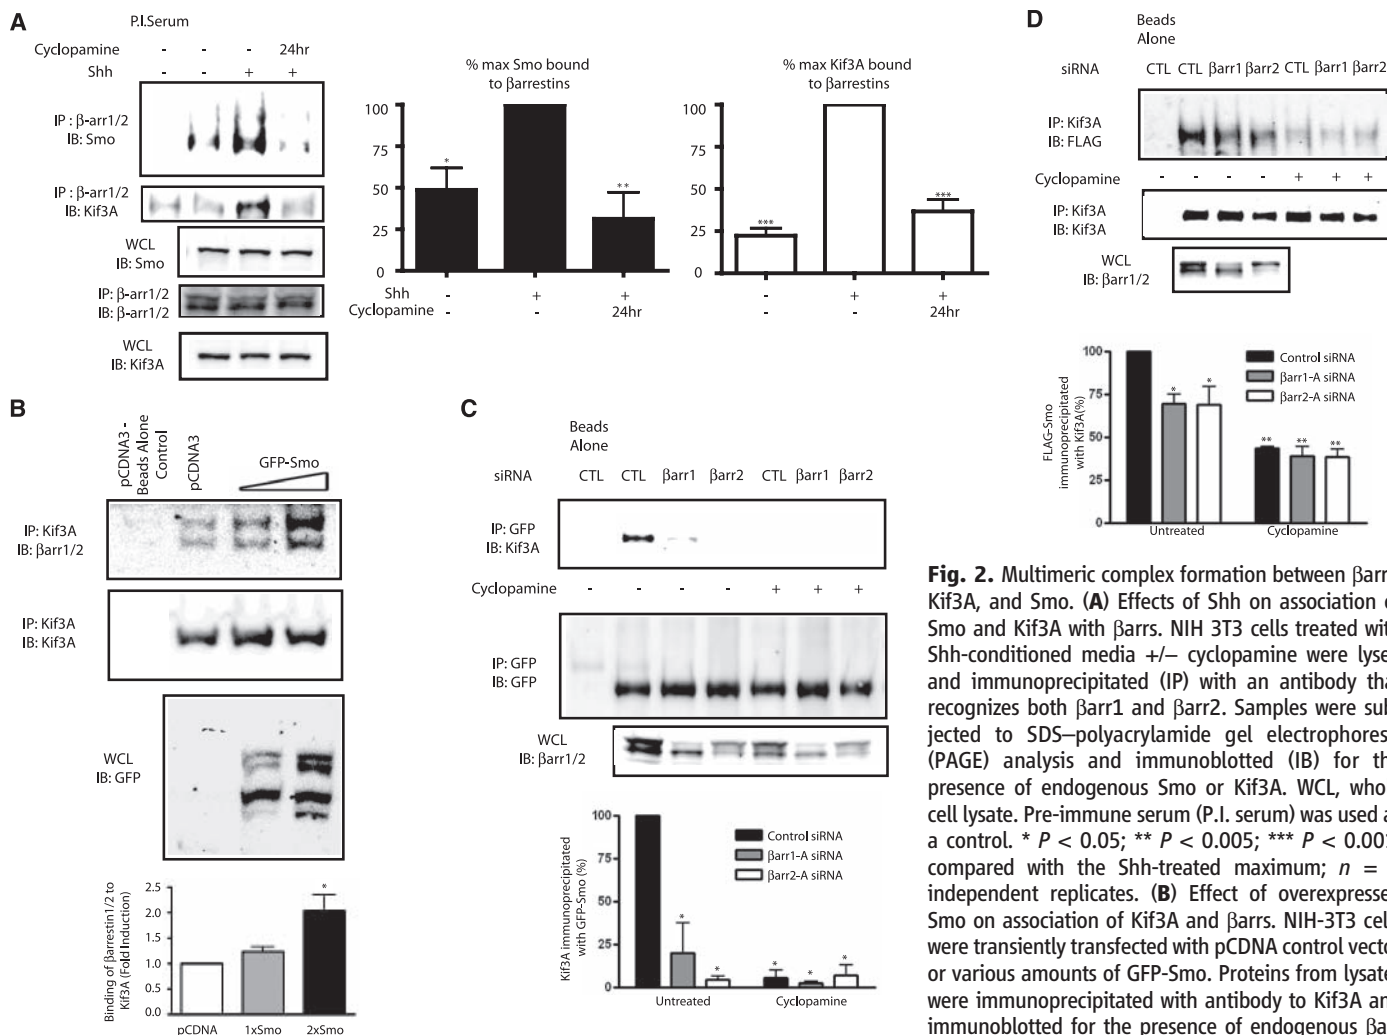 A
P.I.Serum
Cyclopamine - - - 24hr
Shh - - + +
IP : β-arr1/2
IB: Smo
IP : β-arr1/2
IB: Kif3A
WCL
IB: Smo
IP: β-arr1/2
IB: β-arr1/2
WCL
IB: Kif3A
% max Smo bound
to βarrestins
100
75
50
25
0
*
**
Shh - + +
Cyclopamine - - 24hr
% max Kif3A bound
to βarrestins
100
75
50
25
0
***
***
- + +
- - 24hr
B
pCDNA3 -
Beads Alone
Control
pCDNA3
GFP-Smo
IP: Kif3A
IB: βarr1/2
IP: Kif3A
IB: Kif3A
WCL
IB: GFP
Binding of βarrestin1/2 to
Kif3A (Fold Induction)
2.5
2.0
1.5
1.0
0.5
0.0
*
pCDNA 1xSmo 2xSmo
C
Beads
Alone
siRNA CTL CTL βarr1 βarr2 CTL βarr1 βarr2
IP: GFP
IB: Kif3A
Cyclopamine - - - - + + +
IP: GFP
IB: GFP
WCL
IB: βarr1/2
Kif3A immunoprecipitated
with GFP-Smo (%)
100
75
50
25
0
Control siRNA
βarr1-A siRNA
βarr2-A siRNA
* * * * *
Untreated Cyclopamine
D
Beads
Alone
siRNA CTL CTL βarr1 βarr2 CTL βarr1 βarr2
IP: Kif3A
IB: FLAG
Cyclopamine - - - - + + +
IP: Kif3A
IB: Kif3A
WCL
IB: βarr1/2
FLAG-Smo
immunoprecipitated
with Kif3A(%)
100
75
50
25
0
Control siRNA
βarr1-A siRNA
βarr2-A siRNA
* * ** ** **
Untreated Cyclopamine
Fig. 2. Multimeric complex formation between βarr
Kif3A, and Smo. (A) Effects of Shh on association
Smo and Kif3A with βarrs. NIH 3T3 cells treated
Shh-conditioned media +/− cyclopamine were
and immunoprecipitated (IP) with an antibody
recognizes both βarr1 and βarr2. Samples were
jected to SDS–polyacrylamide gel
(PAGE) analysis and immunoblotted (IB) for
presence of endogenous Smo or Kif3A. WCL,
cell lysate. Pre-immune serum (P.I. serum) was used
a control. * P < 0.05; ** P < 0.005; ***
compared with the Shh-treated maximum; n =
independent replicates. (B) Effect of
Smo on association of Kif3A and βarrs. NIH-3T3
were transiently transfected with pCDNA control
or various amounts of GFP-Smo. Proteins from
were immunoprecipitated with antibody to Kif3A
immunoblotted for the presence of endogenous